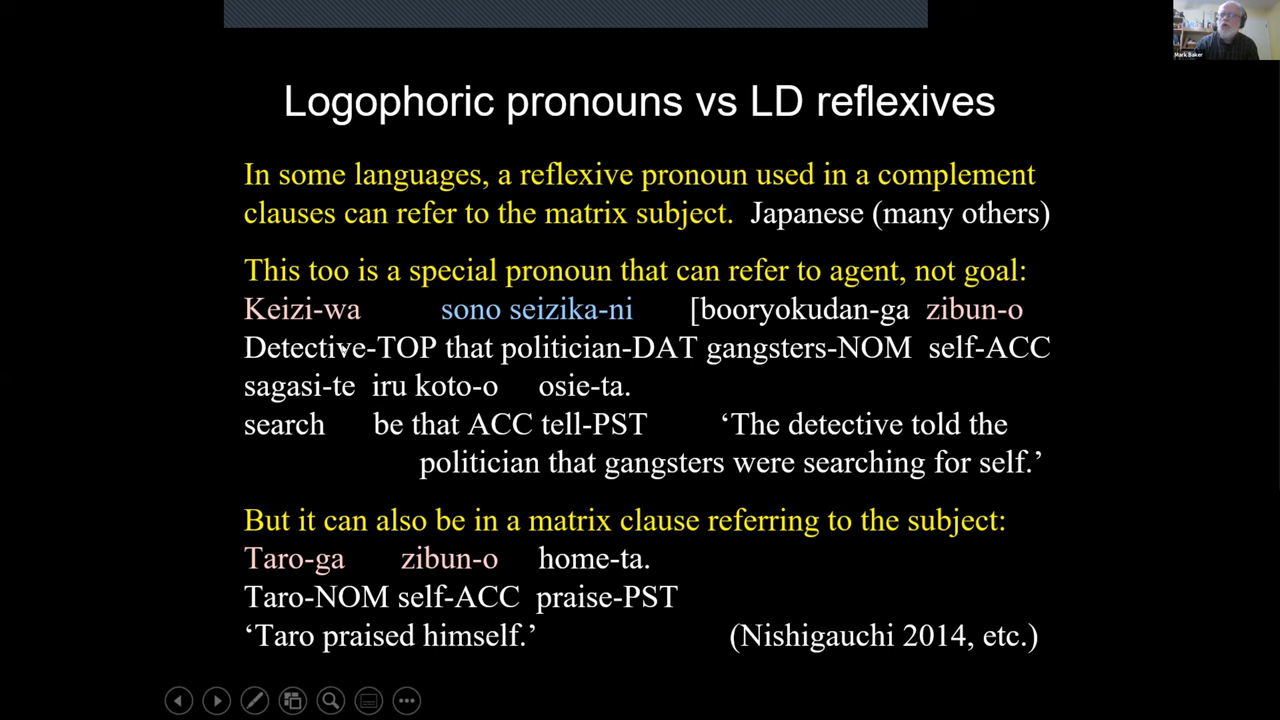 Mark Baker
Logophoric pronouns vs LD reflexives
In some languages, a reflexive pronoun used in a complement
clauses can refer to the matrix subject. Japanese (many others)
This too is a special pronoun that can refer to agent, not goal:
Keizi-wa sono seizika-ni [booryokudan-ga zibun-o
Detective-TOP that politician-DAT gangsters-NOM self-ACC
sagasi-te iru koto-o osie-ta.
search be that ACC tell-PST ‘The detective told the
politician that gangsters were searching for self.’
But it can also be in a matrix clause referring to the subject:
Taro-ga zibun-o home-ta.
Taro-NOM self-ACC praise-PST
‘Taro praised himself.’ (Nishigauchi 2014, etc.)